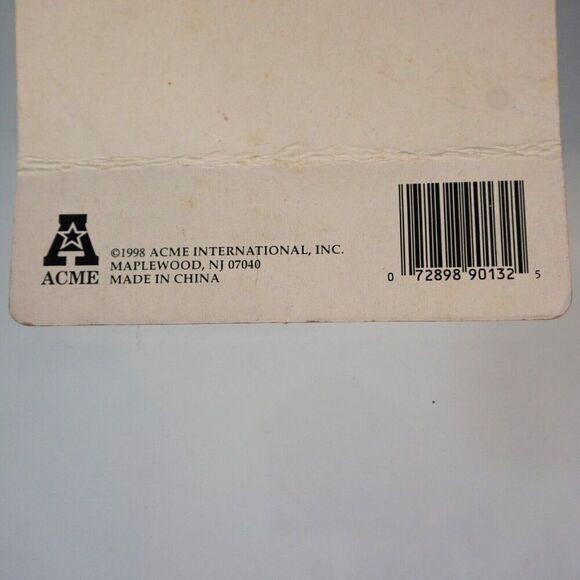 A
ACME
©1998 ACME INTERNATIONAL, INC.
MAPLEWOOD, NJ 07040
MADE IN CHINA
0 72898 90132 5